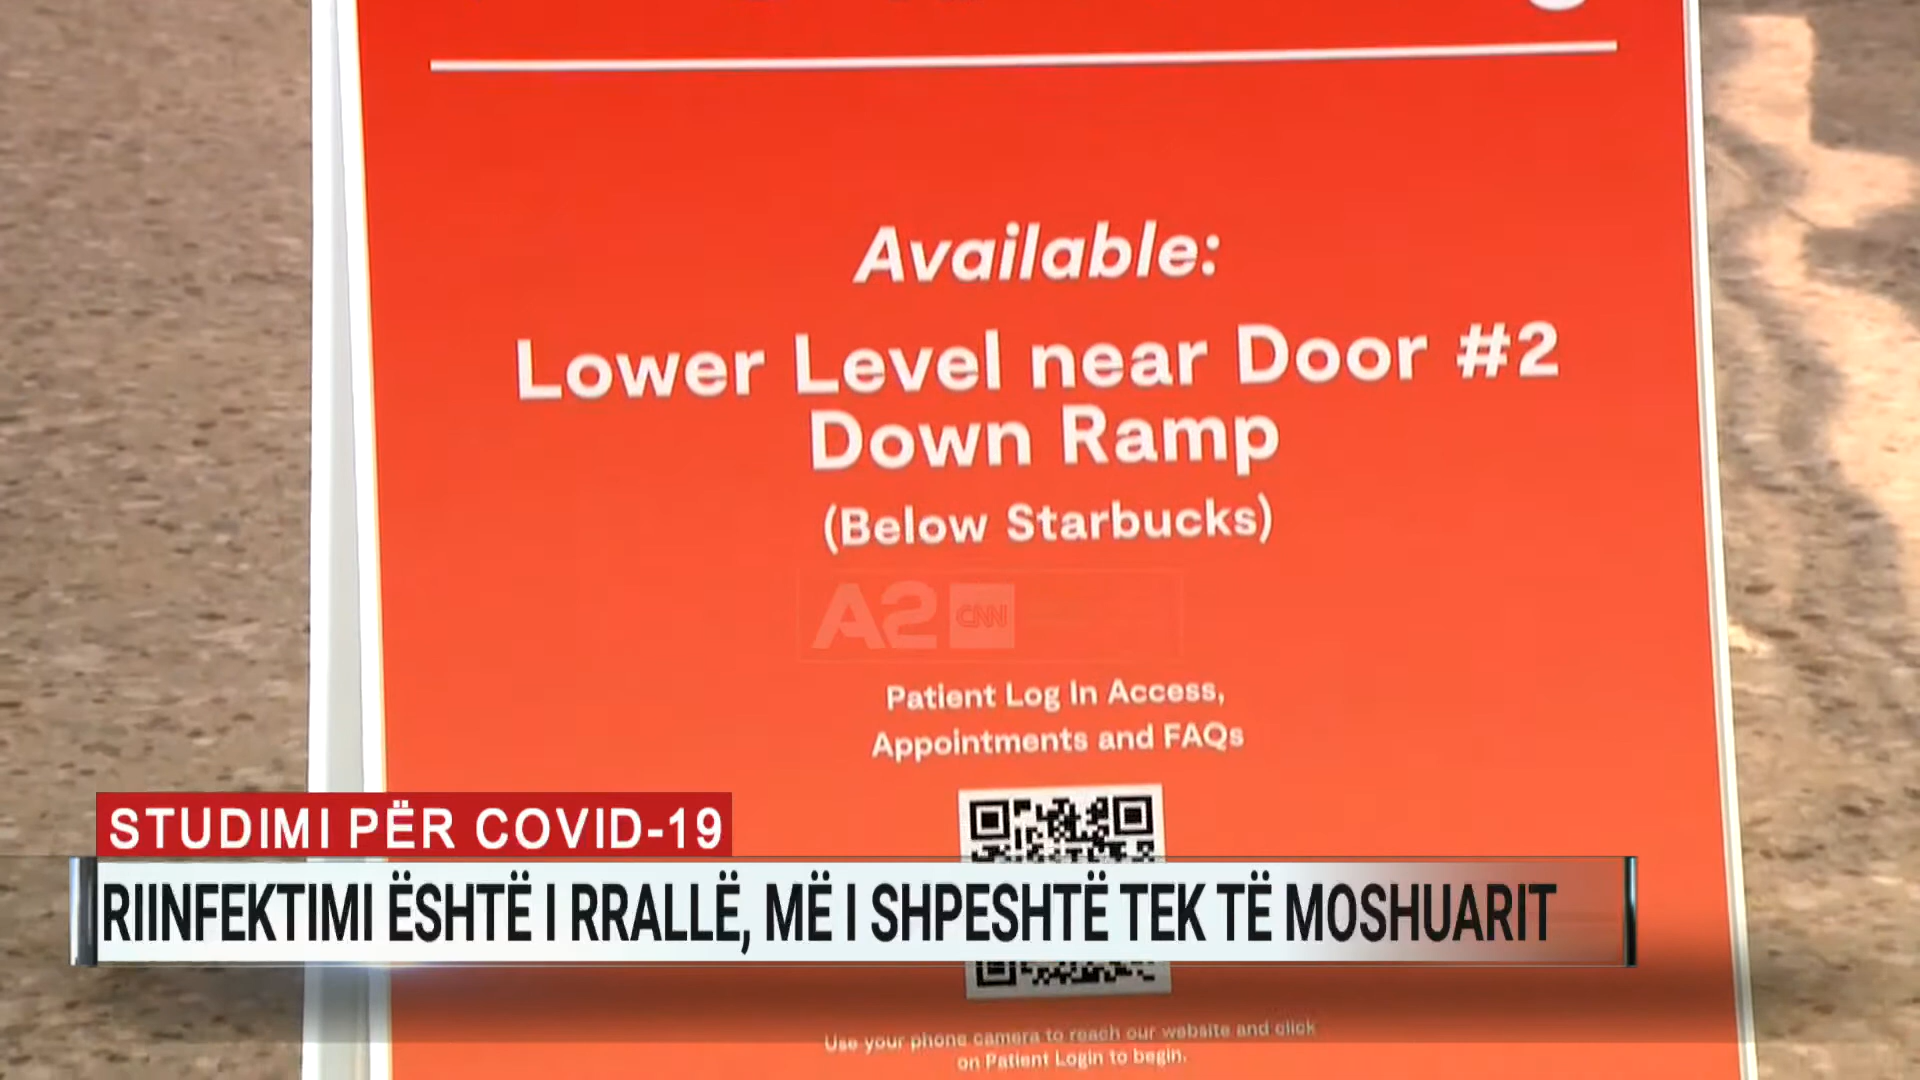 Available:
Lower Level near Door #2
Down Ramp
(Below Starbucks)
A2 CNN
Patient Log In Access,
Appointments and FAQs
STUDIMI PËR COVID-19
RIINFEKTIMI ËSHTË I RRALLË, MË I SHPESHTË TEK TË MOSHUARIT
Use your phone camera to reach our website and click
on Patient Login to begin.